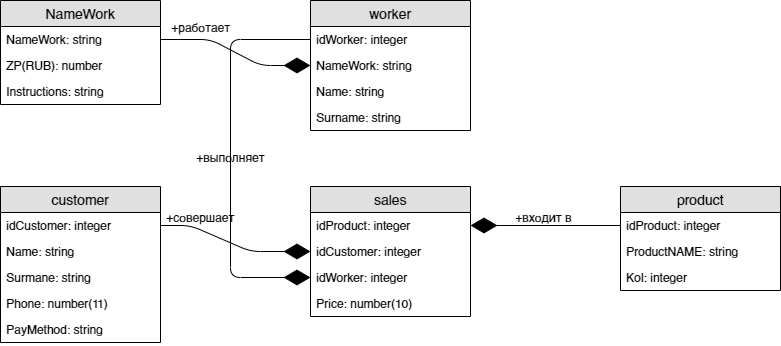 NameWork
NameWork: string
ZP(RUB): number
Instructions: string
+работает
worker
idWorker: integer
NameWork: string
Name: string
Surname: string
+выполняет
customer
idCustomer: integer
Name: string
Surmane: string
Phone: number(11)
PayMethod: string
+совершает
sales
idProduct: integer
idCustomer: integer
idWorker: integer
Price: number(10)
+входит в
product
idProduct: integer
ProductNAME: string
Kol: integer